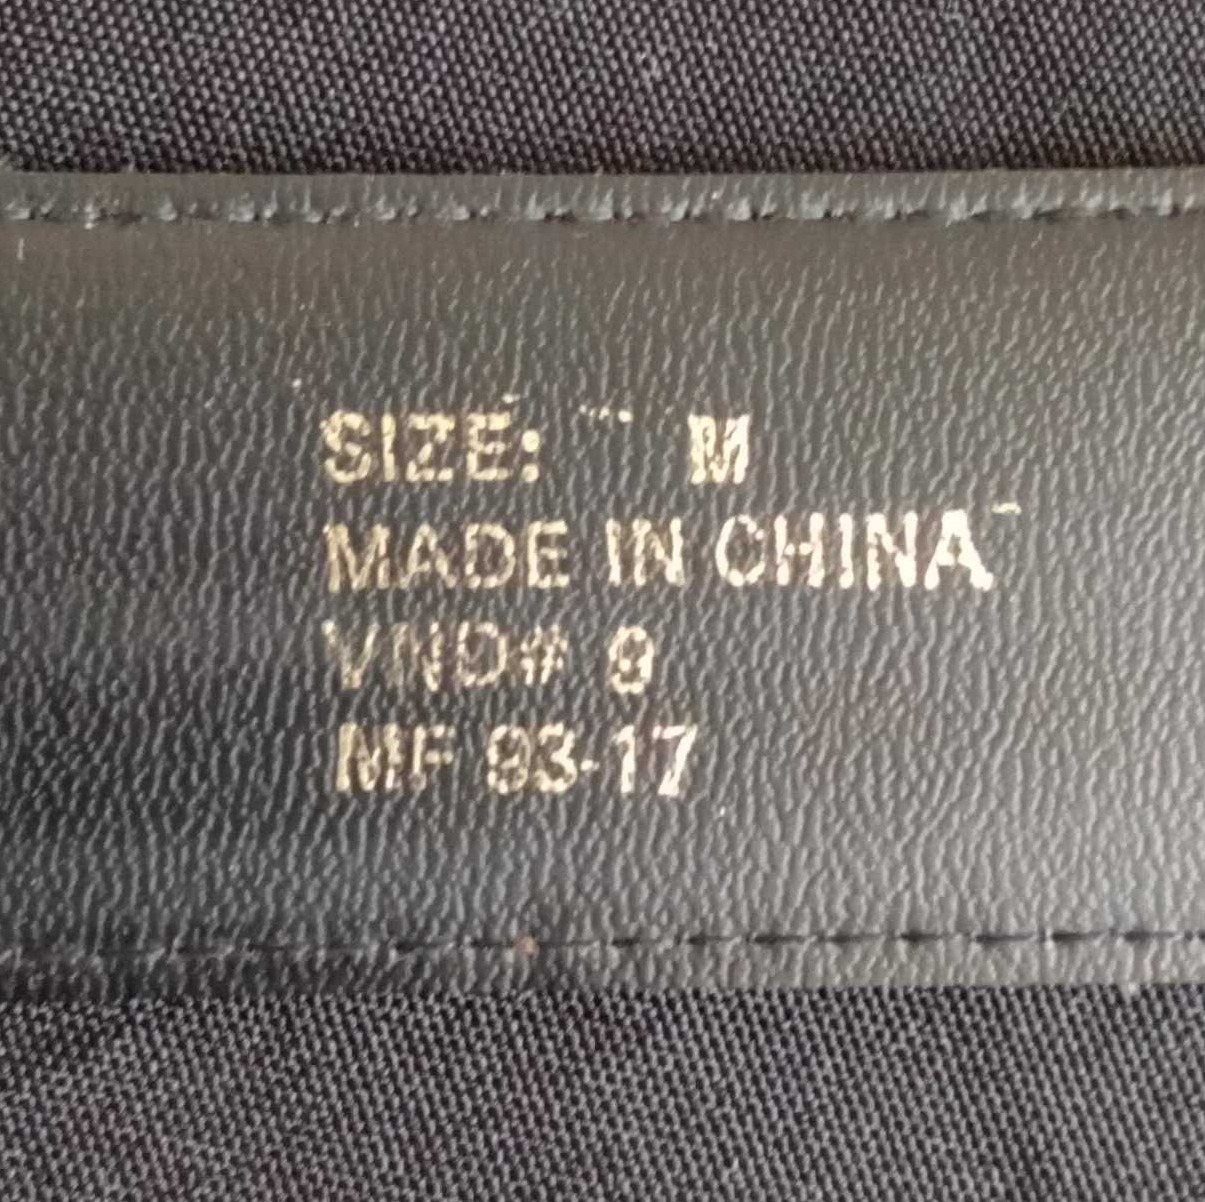 SIZE: M
MADE IN CHINA
VND# 9
MF 93-17